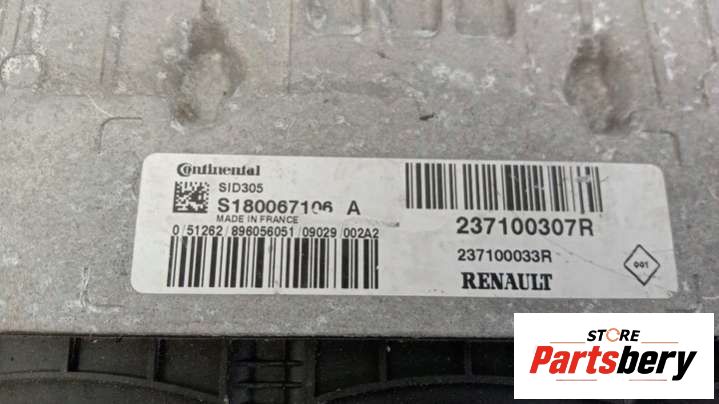 Continental
SID305
S180067106 A
MADE IN FRANCE
0/51262/896056051/09029/002A2
237100307R
237100033R
RENAULT
001
STORE
Partsbery